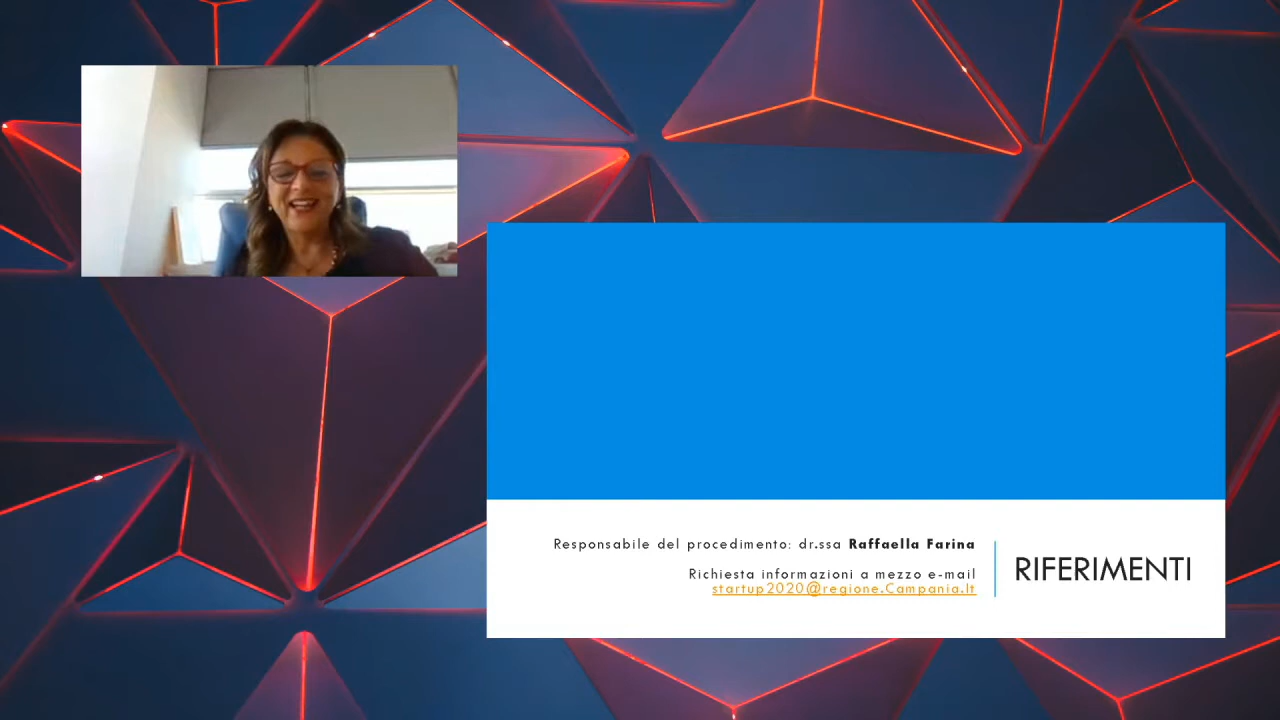 Responsabile del procedimento: dr.ssa Raffaella Farina
Richiesta informazioni a mezzo e-mail
startup2020@regione.Campania.It
RIFERIMENTI